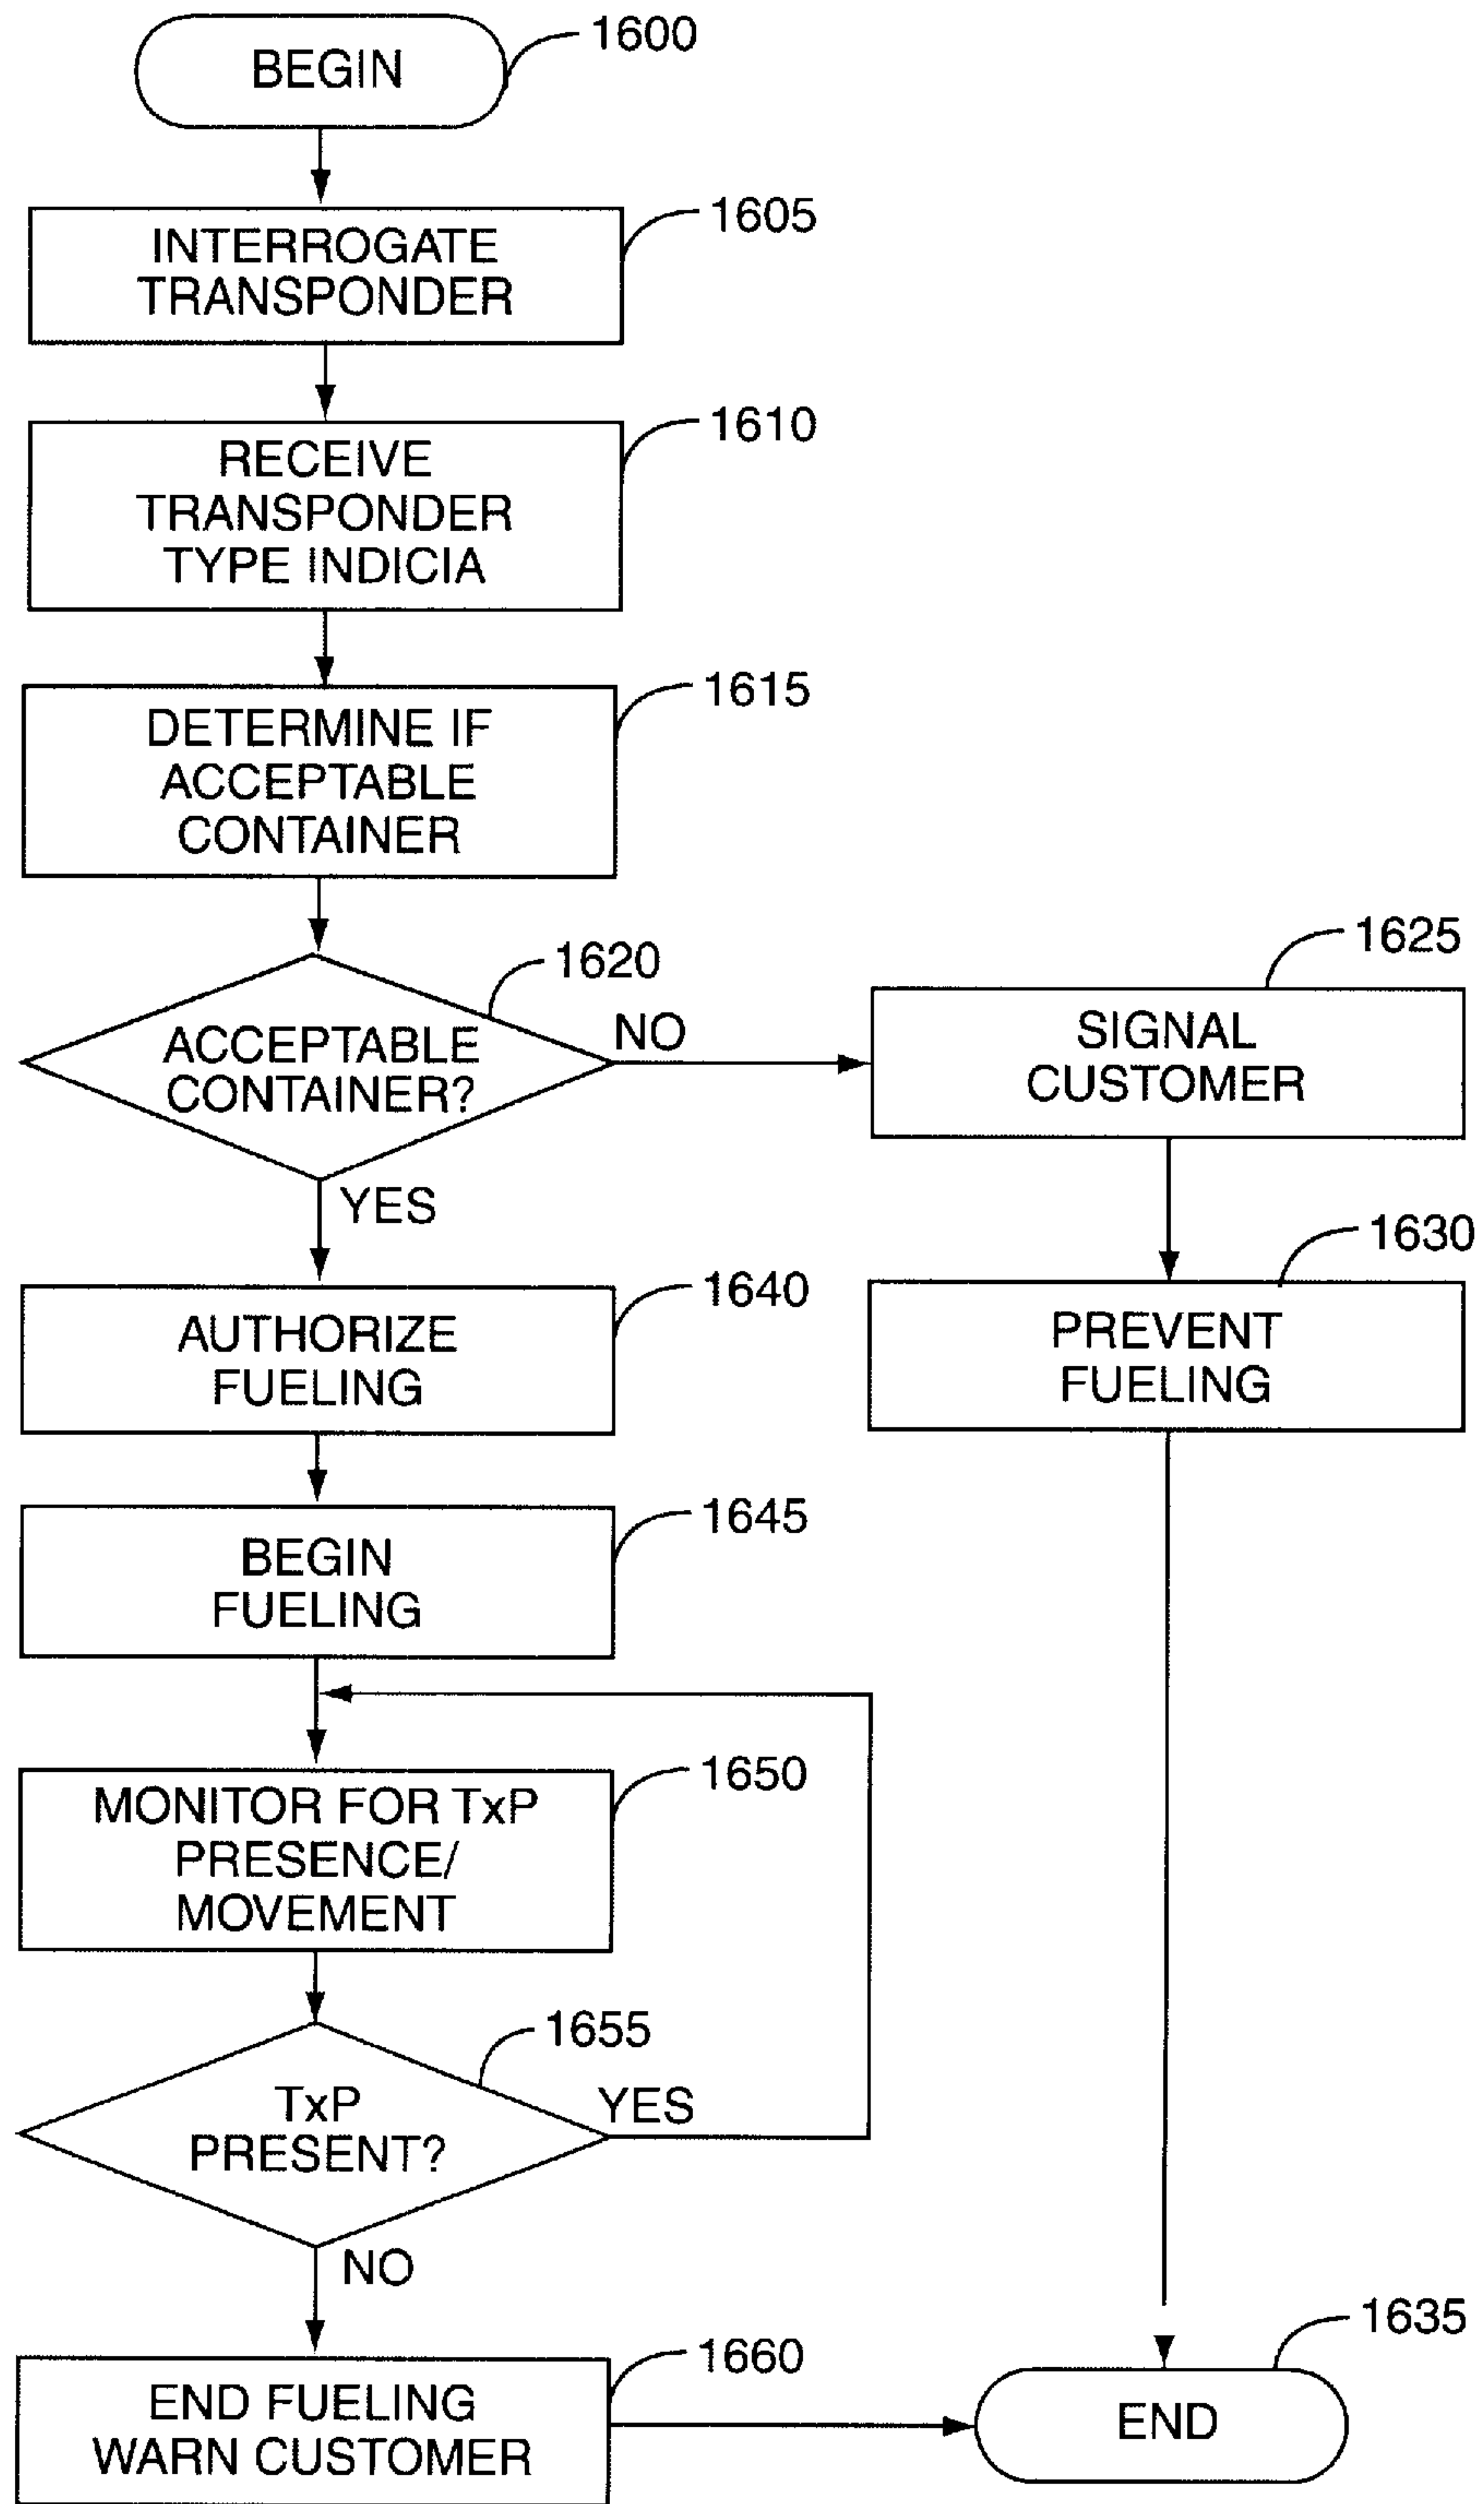 BEGIN
1600
INTERROGATE
TRANSPONDER
1605
RECEIVE
TRANSPONDER
TYPE INDICIA
1610
DETERMINE IF
ACCEPTABLE
CONTAINER
1615
ACCEPTABLE
CONTAINER?
1620
NO
YES
SIGNAL
CUSTOMER
1625
PREVENT
FUELING
1630
AUTHORIZE
FUELING
1640
BEGIN
FUELING
1645
MONITOR FOR TxP
PRESENCE/
MOVEMENT
1650
TxP
PRESENT?
1655
YES
NO
END FUELING
WARN CUSTOMER
1660
END
1635